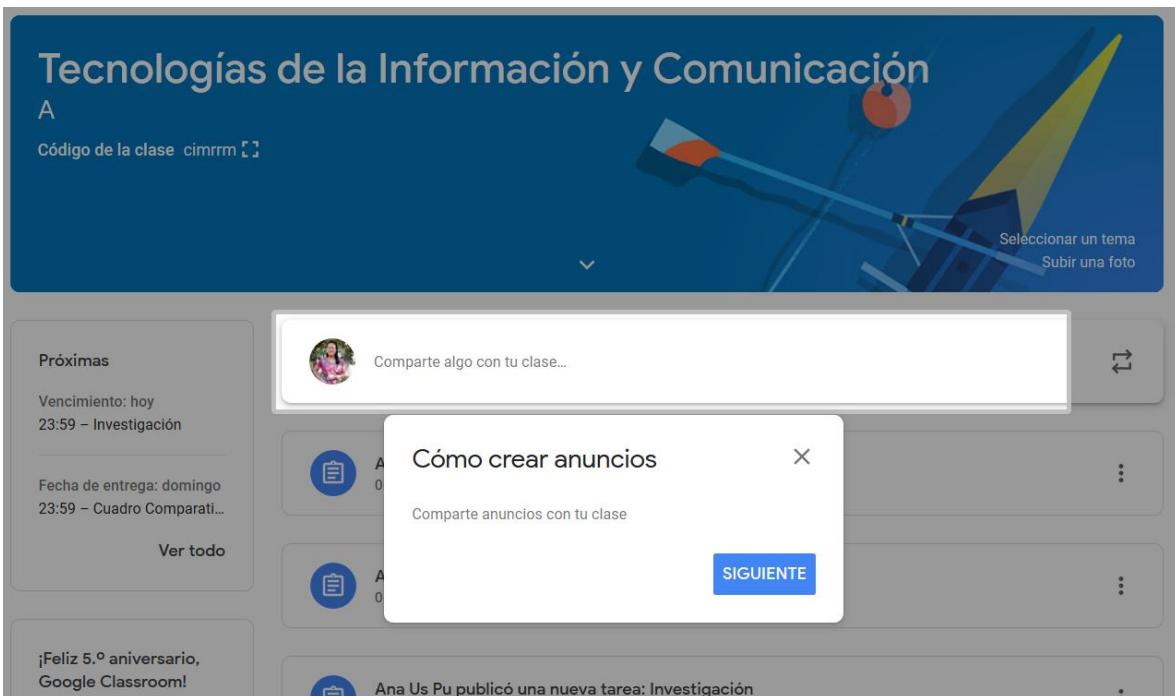 Tecnologías de la Información y Comunicación
A
Código de la clase cimrrm
Seleccionar un tema
Subir una foto
Próximas
Vencimiento: hoy
23:59 – Investigación
Fecha de entrega: domingo
23:59 – Cuadro Comparati...
Ver todo
¡Feliz 5.º aniversario,
Google Classroom!
Comparte algo con tu clase...
Cómo crear anuncios
Comparte anuncios con tu clase
SIGUIENTE
A
0
A
0
Ana Us Pu publicó una nueva tarea: Investigación